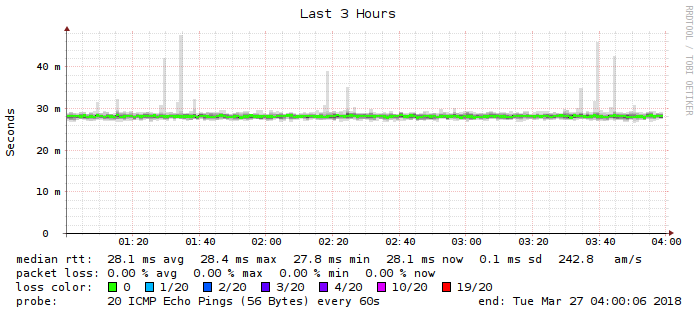 Last 3 Hours
RRDTOOL / TOBI OETIKER
Seconds
40 m
30 m
20 m
10 m
0
01:20 01:40 02:00 02:20 02:40 03:00 03:20 03:40 04:00
median rtt: 28.1 ms avg 28.4 ms max 27.8 ms min 28.1 ms now 0.1 ms sd 242.8 am/s
packet loss: 0.00 % avg 0.00 % max 0.00 % min 0.00 % now
loss color: 0 1/20 2/20 3/20 4/20 10/20 19/20
probe: 20 ICMP Echo Pings (56 Bytes) every 60s end: Tue Mar 27 04:00:06 2018